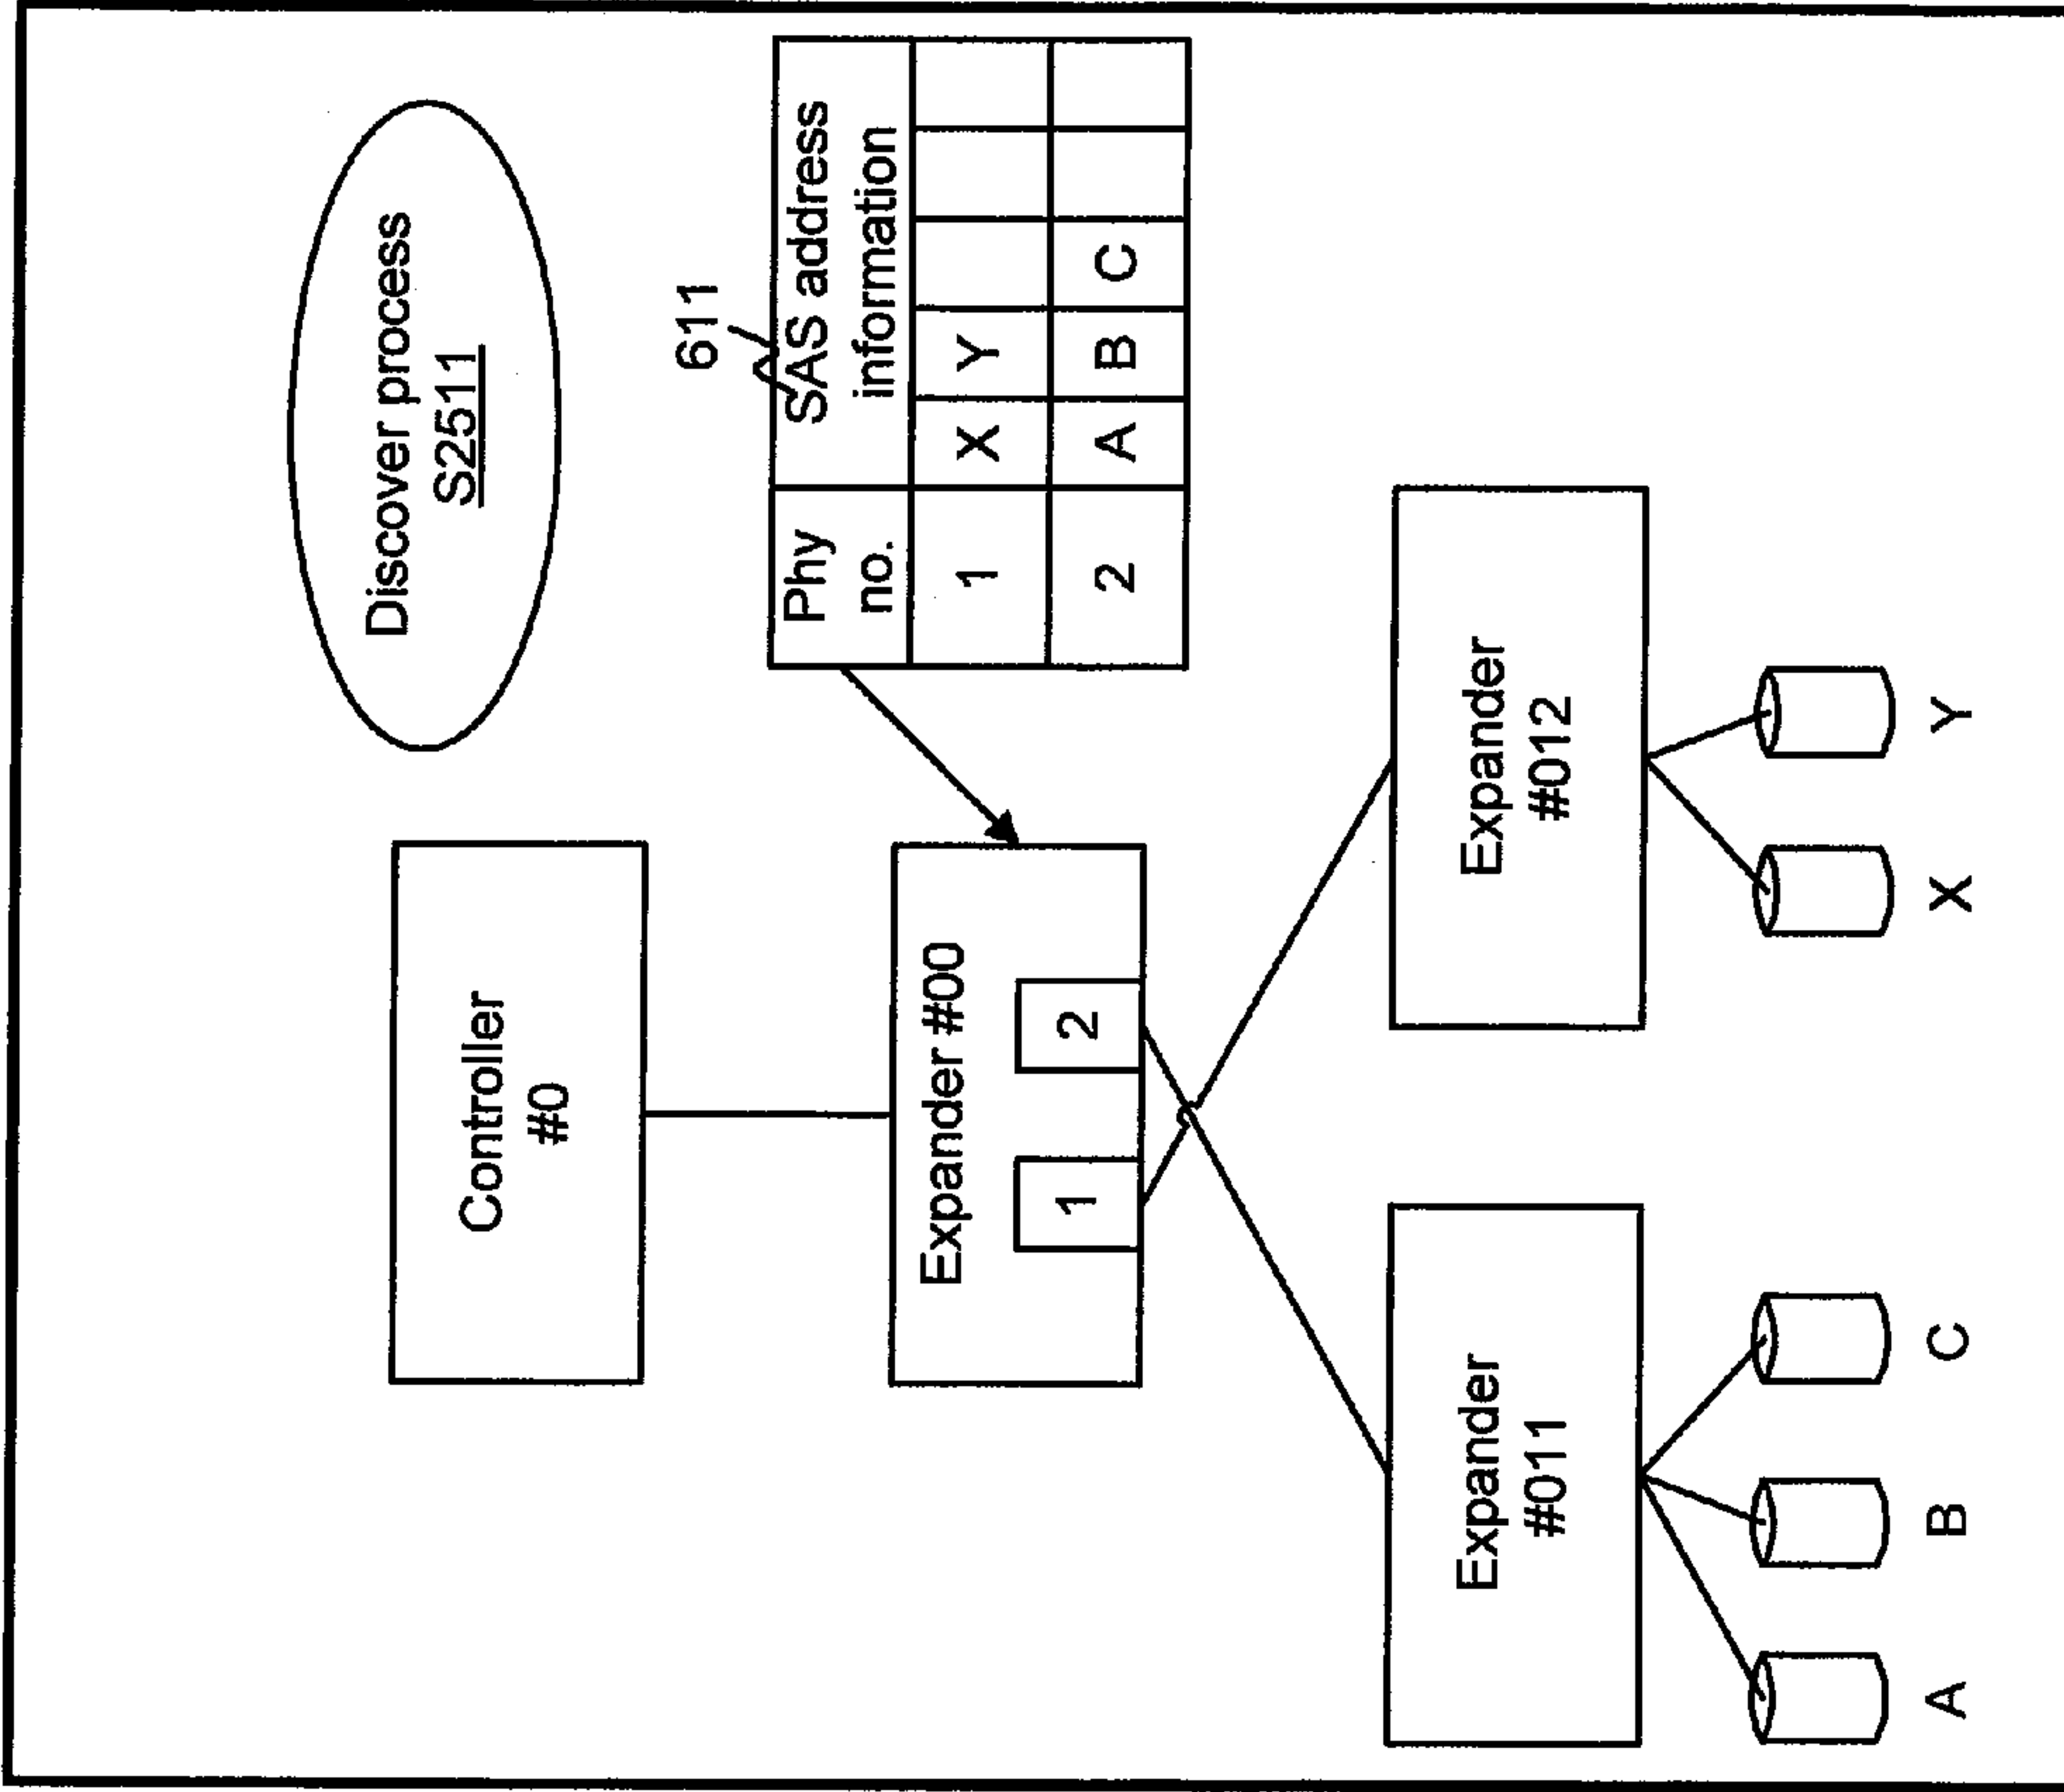 Discover process
S2511
Controller
#0
611
Phy
no.
SAS address
information
1 X Y
2 A B C
Expander #00
1
2
Expander
#011
Expander
#012
A
B
C
X
Y